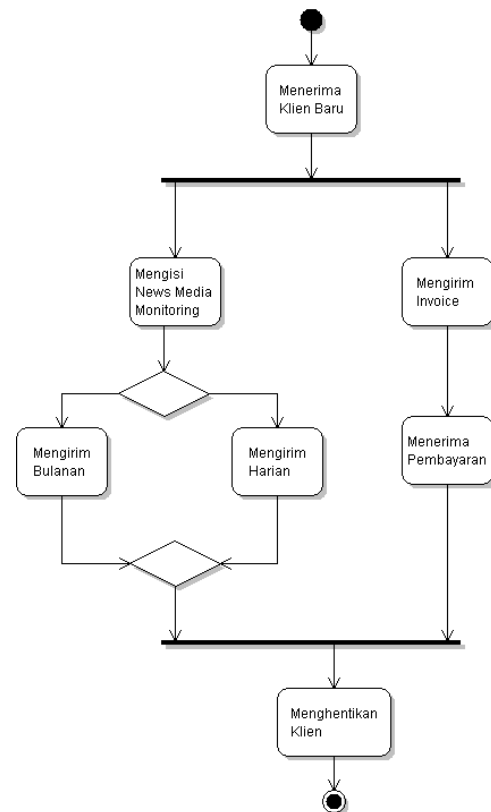 Menerima
Klien Baru
Mengisi
News Media
Monitoring
Mengirim
Invoice
Mengirim
Bulanan
Mengirim
Harian
Menerima
Pembayaran
Menghentikan
Klien